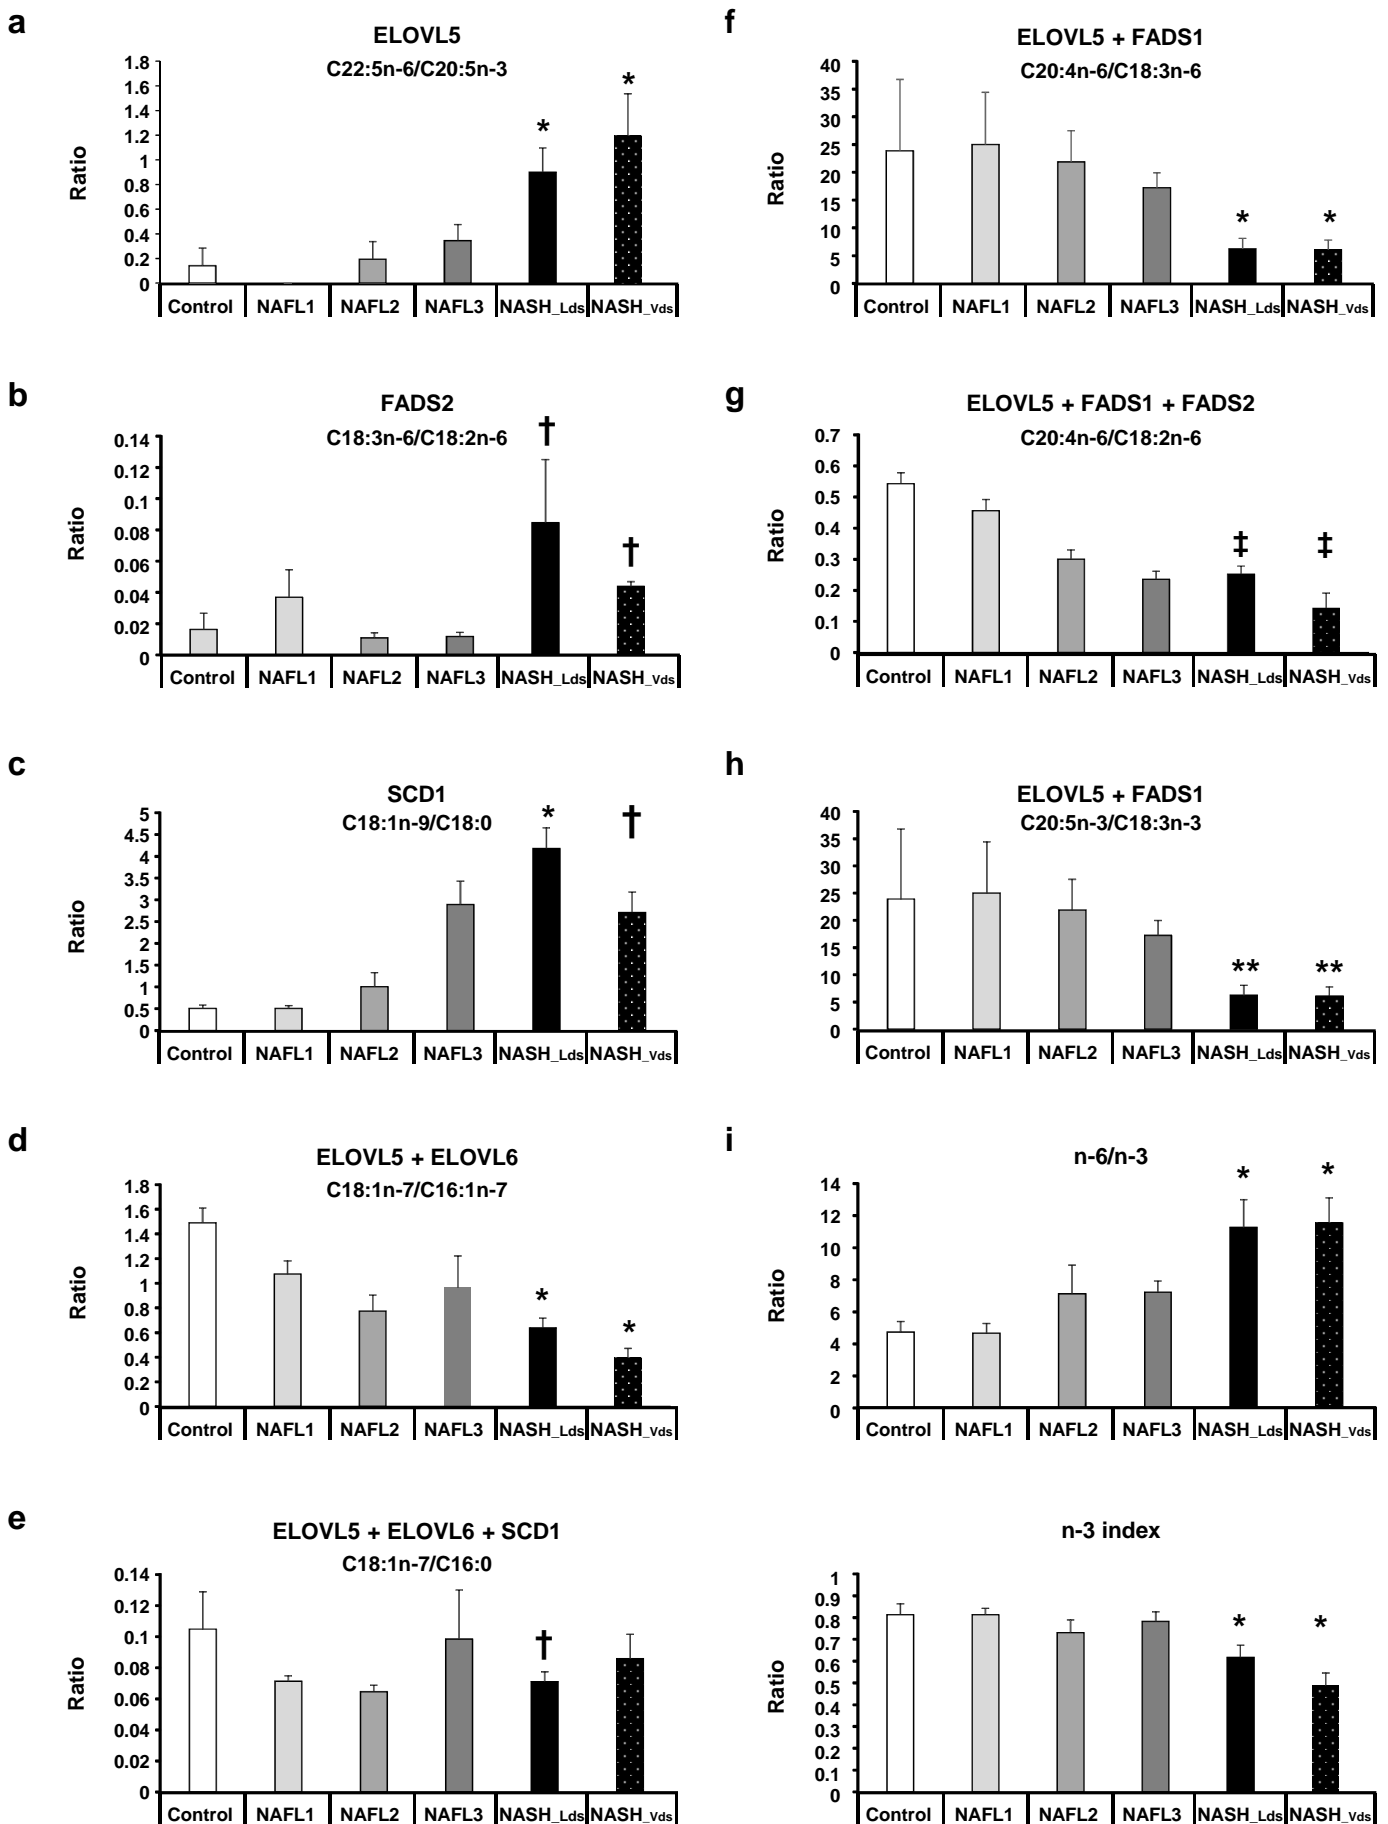 a
ELOVL5
C22:5n-6/C20:5n-3
Ratio
1.8
1.6
1.4
1.2
1
0.8
0.6
0.4
0.2
0
*
*
Control NAFL1 NAFL2 NAFL3 NASH_Lds NASH_Vds
b
FADS2
C18:3n-6/C18:2n-6
Ratio
0.14
0.12
0.1
0.08
0.06
0.04
0.02
0
†
†
Control NAFL1 NAFL2 NAFL3 NASH_Lds NASH_Vds
c
SCD1
C18:1n-9/C18:0
Ratio
5
4.5
4
3.5
3
2.5
2
1.5
1
0.5
0
*
†
Control NAFL1 NAFL2 NAFL3 NASH_Lds NASH_Vds
d
ELOVL5 + ELOVL6
C18:1n-7/C16:1n-7
Ratio
1.8
1.6
1.4
1.2
1
0.8
0.6
0.4
0.2
0
*
*
Control NAFL1 NAFL2 NAFL3 NASH_Lds NASH_Vds
e
ELOVL5 + ELOVL6 + SCD1
C18:1n-7/C16:0
Ratio
0.14
0.12
0.1
0.08
0.06
0.04
0.02
0
†
Control NAFL1 NAFL2 NAFL3 NASH_Lds NASH_Vds
f
ELOVL5 + FADS1
C20:4n-6/C18:3n-6
Ratio
40
35
30
25
20
15
10
5
0
*
*
Control NAFL1 NAFL2 NAFL3 NASH_Lds NASH_Vds
g
ELOVL5 + FADS1 + FADS2
C20:4n-6/C18:2n-6
Ratio
0.7
0.6
0.5
0.4
0.3
0.2
0.1
0
‡
‡
Control NAFL1 NAFL2 NAFL3 NASH_Lds NASH_Vds
h
ELOVL5 + FADS1
C20:5n-3/C18:3n-3
Ratio
40
35
30
25
20
15
10
5
0
**
**
Control NAFL1 NAFL2 NAFL3 NASH_Lds NASH_Vds
i
n-6/n-3
Ratio
14
12
10
8
6
4
2
0
*
*
Control NAFL1 NAFL2 NAFL3 NASH_Lds NASH_Vds
n-3 index
Ratio
1
0.9
0.8
0.7
0.6
0.5
0.4
0.3
0.2
0.1
0
*
*
Control NAFL1 NAFL2 NAFL3 NASH_Lds NASH_Vds